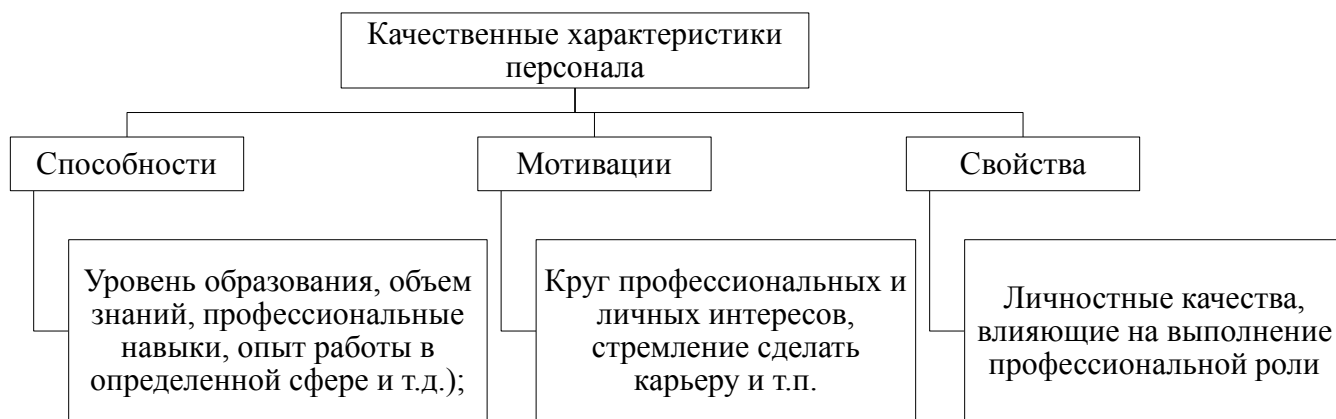 Качественные характеристики
персонала
Способности
Мотивации
Свойства
Уровень образования, объем
знаний, профессиональные
навыки, опыт работы в
определенной сфере и т.д.);
Круг профессиональных и
личных интересов,
стремление сделать
карьеру и т.п.
Личностные качества,
влияющие на выполнение
профессиональной роли